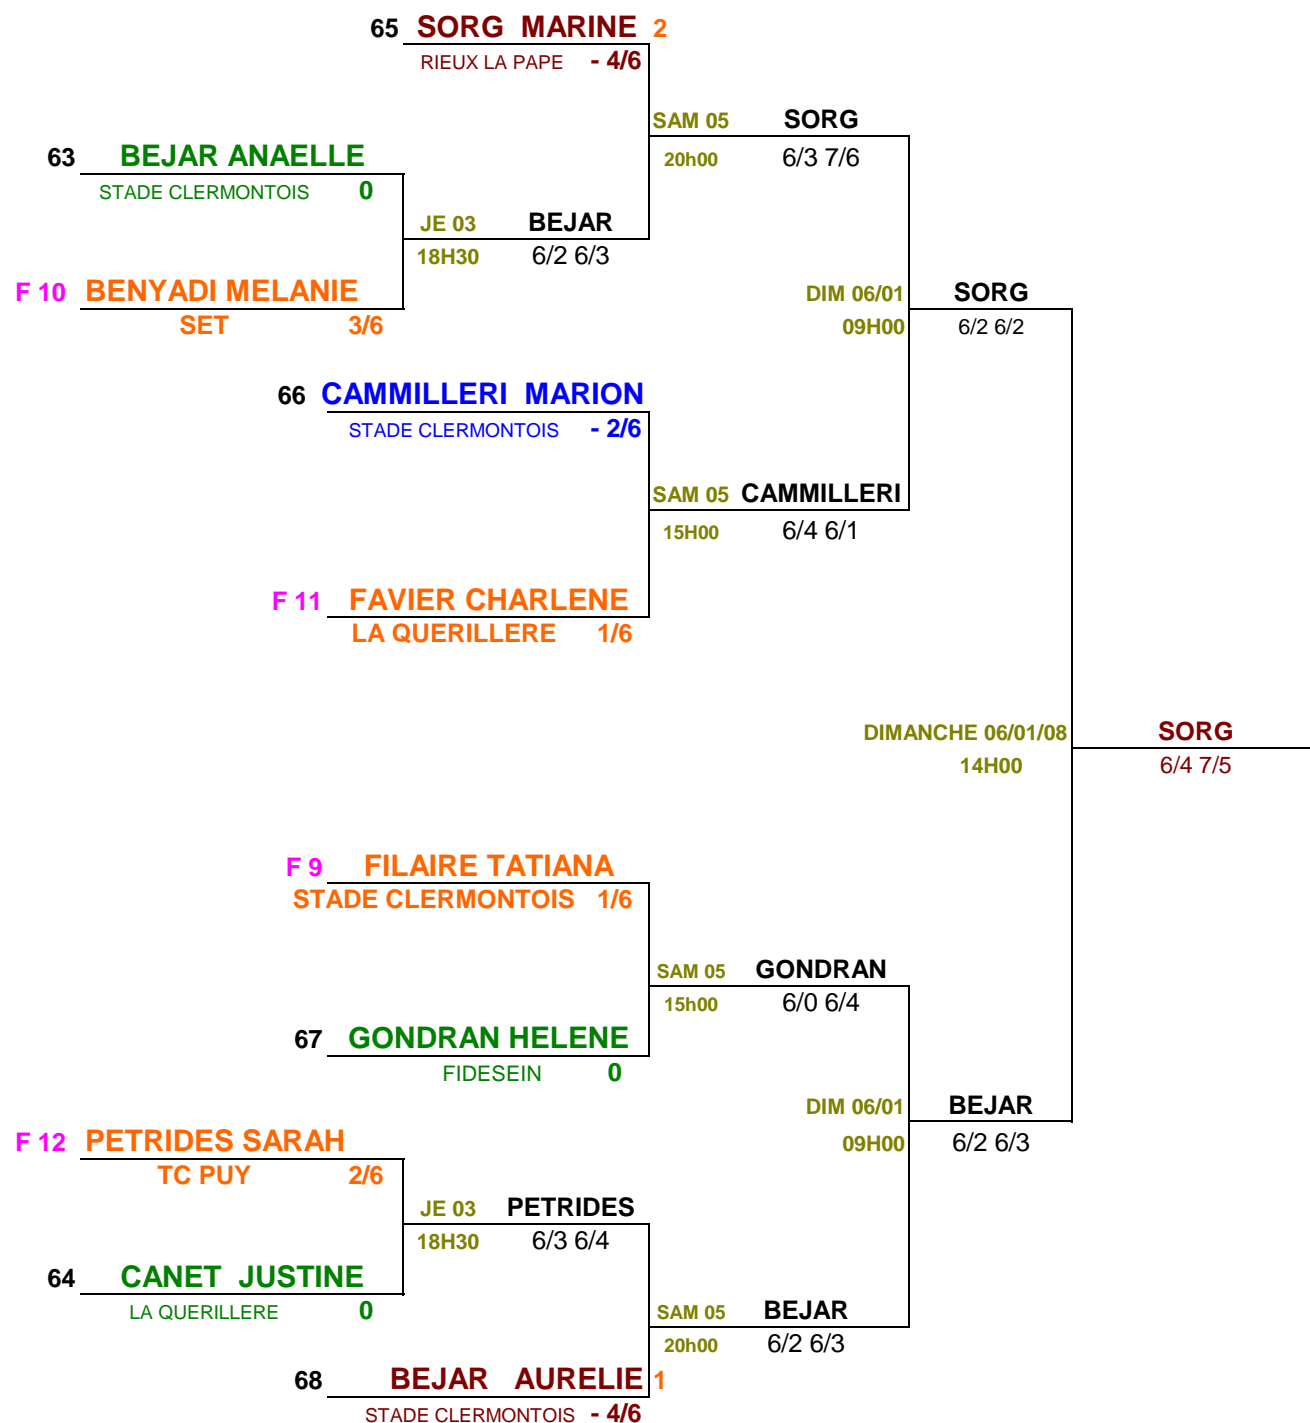 65 SORG MARINE 2
RIEUX LA PAPE - 4/6
SAM 05 SORG
20h00 6/3 7/6
63 BEJAR ANAELLE
STADE CLERMONTOIS 0
JE 03 BEJAR
18H30 6/2 6/3
F 10 BENYADI MELANIE
SET 3/6
DIM 06/01 SORG
09H00 6/2 6/2
66 CAMMILLERI MARION
STADE CLERMONTOIS - 2/6
SAM 05 CAMMILLERI
15H00 6/4 6/1
F 11 FAVIER CHARLENE
LA QUERILLERE 1/6
DIMANCHE 06/01/08 SORG
14H00 6/4 7/5
F 9 FILAIRE TATIANA
STADE CLERMONTOIS 1/6
SAM 05 GONDRAN
15h00 6/0 6/4
67 GONDRAN HELENE
FIDESEIN 0
DIM 06/01 BEJAR
09H00 6/2 6/3
F 12 PETRIDES SARAH
TC PUY 2/6
JE 03 PETRIDES
18H30 6/3 6/4
64 CANET JUSTINE
LA QUERILLERE 0
SAM 05 BEJAR
20h00 6/2 6/3
68 BEJAR AURELIE 1
STADE CLERMONTOIS - 4/6